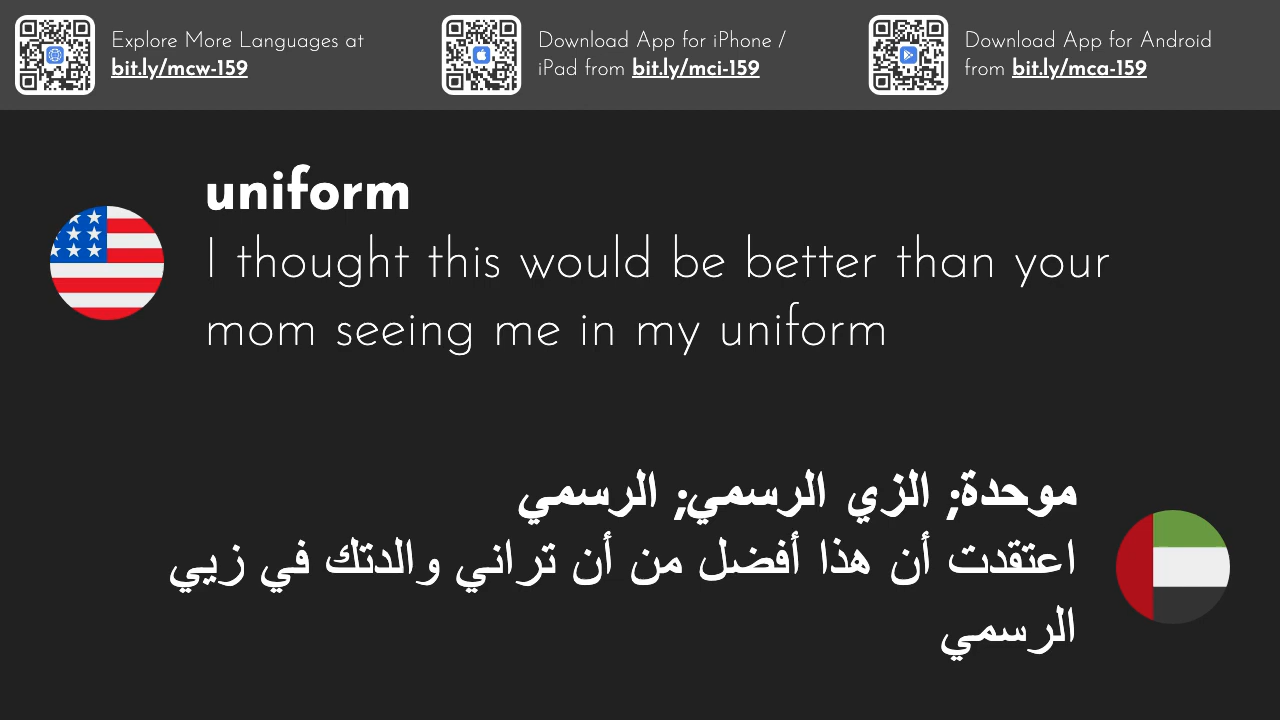 Explore More Languages at
bit.ly/mcw-159
Download App for iPhone /
iPad from bit.ly/mci-159
Download App for Android
from bit.ly/mca-159
uniform
I thought this would be better than your
mom seeing me in my uniform
موحدة; الزي الرسمي; الرسمي
اعتقدت أن هذا أفضل من أن تراني والدتك في زيي
الرسمي